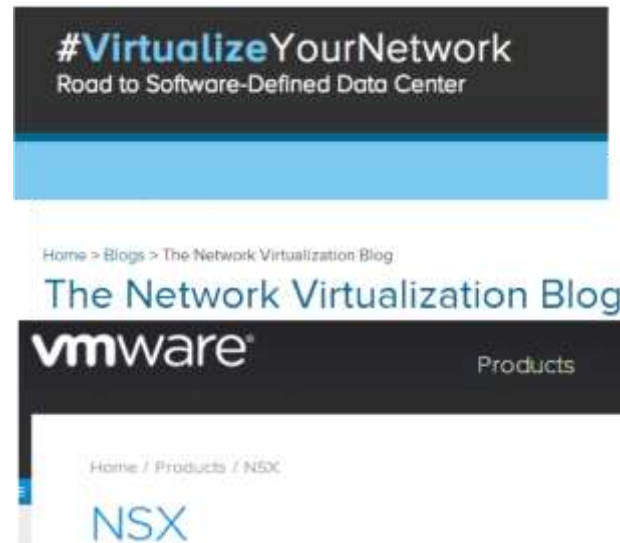 #VirtualizeYourNetwork
Road to Software-Defined Data Center
Home > Blogs > The Network Virtualization Blog
The Network Virtualization Blog
vmware®
Products
Home / Products / NSX
NSX